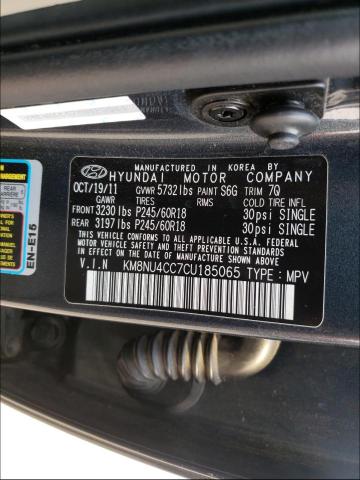 MANUFACTURED IN KOREA BY
HYUNDAI MOTOR COMPANY
OCT/19/11 GVWR 5732lbs PAINT S6G TRIM 7Q
GAWR TIRES RIMS COLD TIRE INFL
FRONT 3230lbs P245/60R18 30psi SINGLE
REAR 3197lbs P245/60R18 30psi SINGLE
THIS VEHICLE CONFORMS TO ALL APPLICABLE U.S.A. FEDERAL
MOTOR VEHICLE SAFETY, BUMPER, AND THEFT PREVENTION STANDARDS
IN EFFECT ON THE DATE OF MANUFACTURE SHOWN ABOVE.
V.I.N KM8NU4CC7CU185065 TYPE : MPV
EN-E15